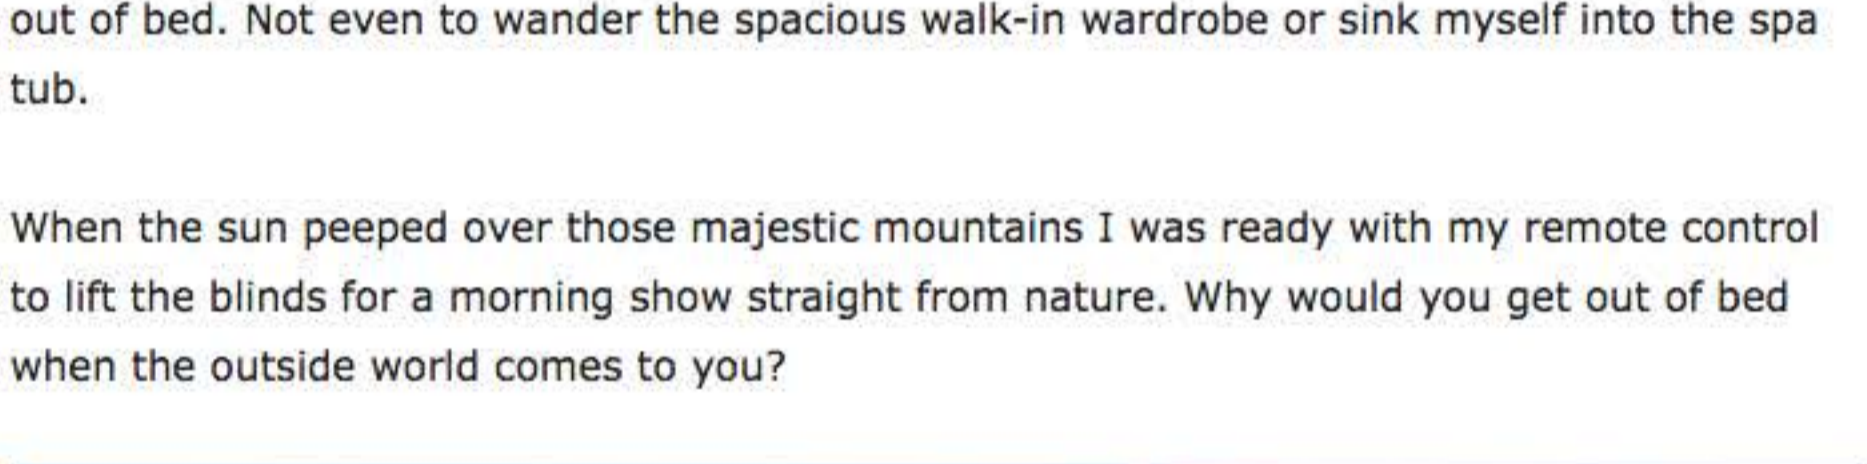 out of bed. Not even to wander the spacious walk-in wardrobe or sink myself into the spa
tub.
When the sun peeped over those majestic mountains I was ready with my remote control
to lift the blinds for a morning show straight from nature. Why would you get out of bed
when the outside world comes to you?